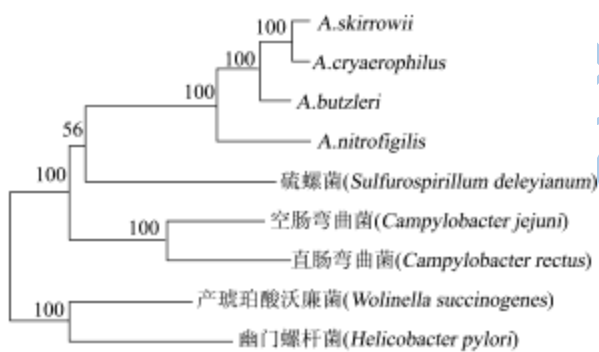 100 A.skirrowii
100 A.cryaerophilus
100 A.butzleri
A.nitrofigilis
56
硫螺菌(Sulfurospirillum deleyianum)
100
空肠弯曲菌(Campylobacter jejuni)
100
直肠弯曲菌(Campylobacter rectus)
产琥珀酸沃廉菌(Wolinella succinogenes)
100
幽门螺杆菌(Helicobacter pylori)